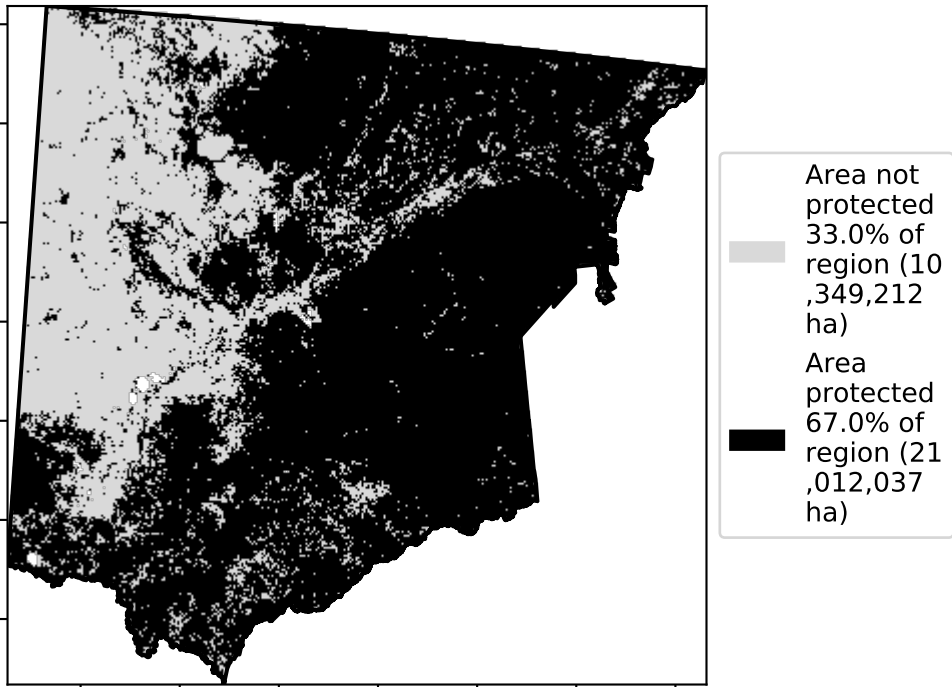 Area not
protected
33.0% of
region (10
,349,212
ha)
Area
protected
67.0% of
region (21
,012,037
ha)